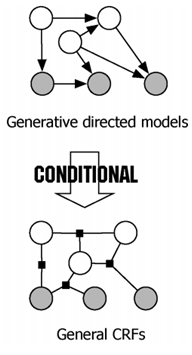 Generative directed models
CONDITIONAL
General CRFs